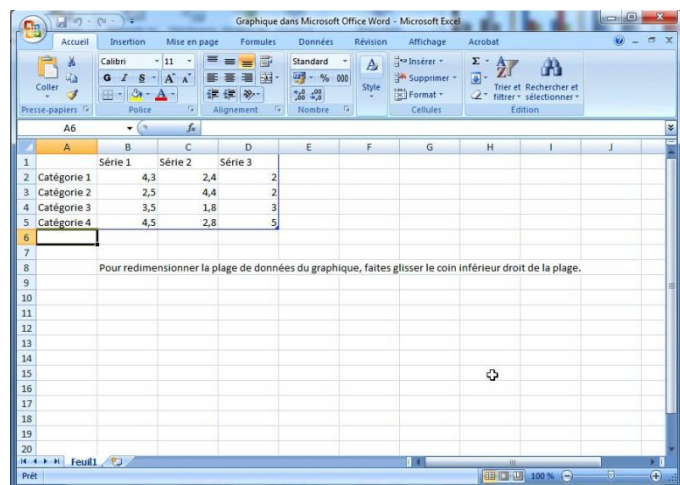 Graphique dans Microsoft Office Word - Microsoft Excel
Accueil Insertion Mise en page Formules Données Révision Affichage Acrobat
Coller
Calibri 11
G I S A A
A
Standard
% 000
,00 ,0
Style
Insérer
Supprimer
Format
Σ
Trier et filtrer
Rechercher et sélectionner
Presse-papiers Police Alignement Nombre Cellules Édition
A6 fx
A B C D E F G H I J
1 Série 1 Série 2 Série 3
2 Catégorie 1 4,3 2,4 2
3 Catégorie 2 2,5 4,4 2
4 Catégorie 3 3,5 1,8 3
5 Catégorie 4 4,5 2,8 5
6
7
8 Pour redimensionner la plage de données du graphique, faites glisser le coin inférieur droit de la plage.
9
10
11
12
13
14
15
16
17
18
19
20
Feuil1
Prêt 100 %